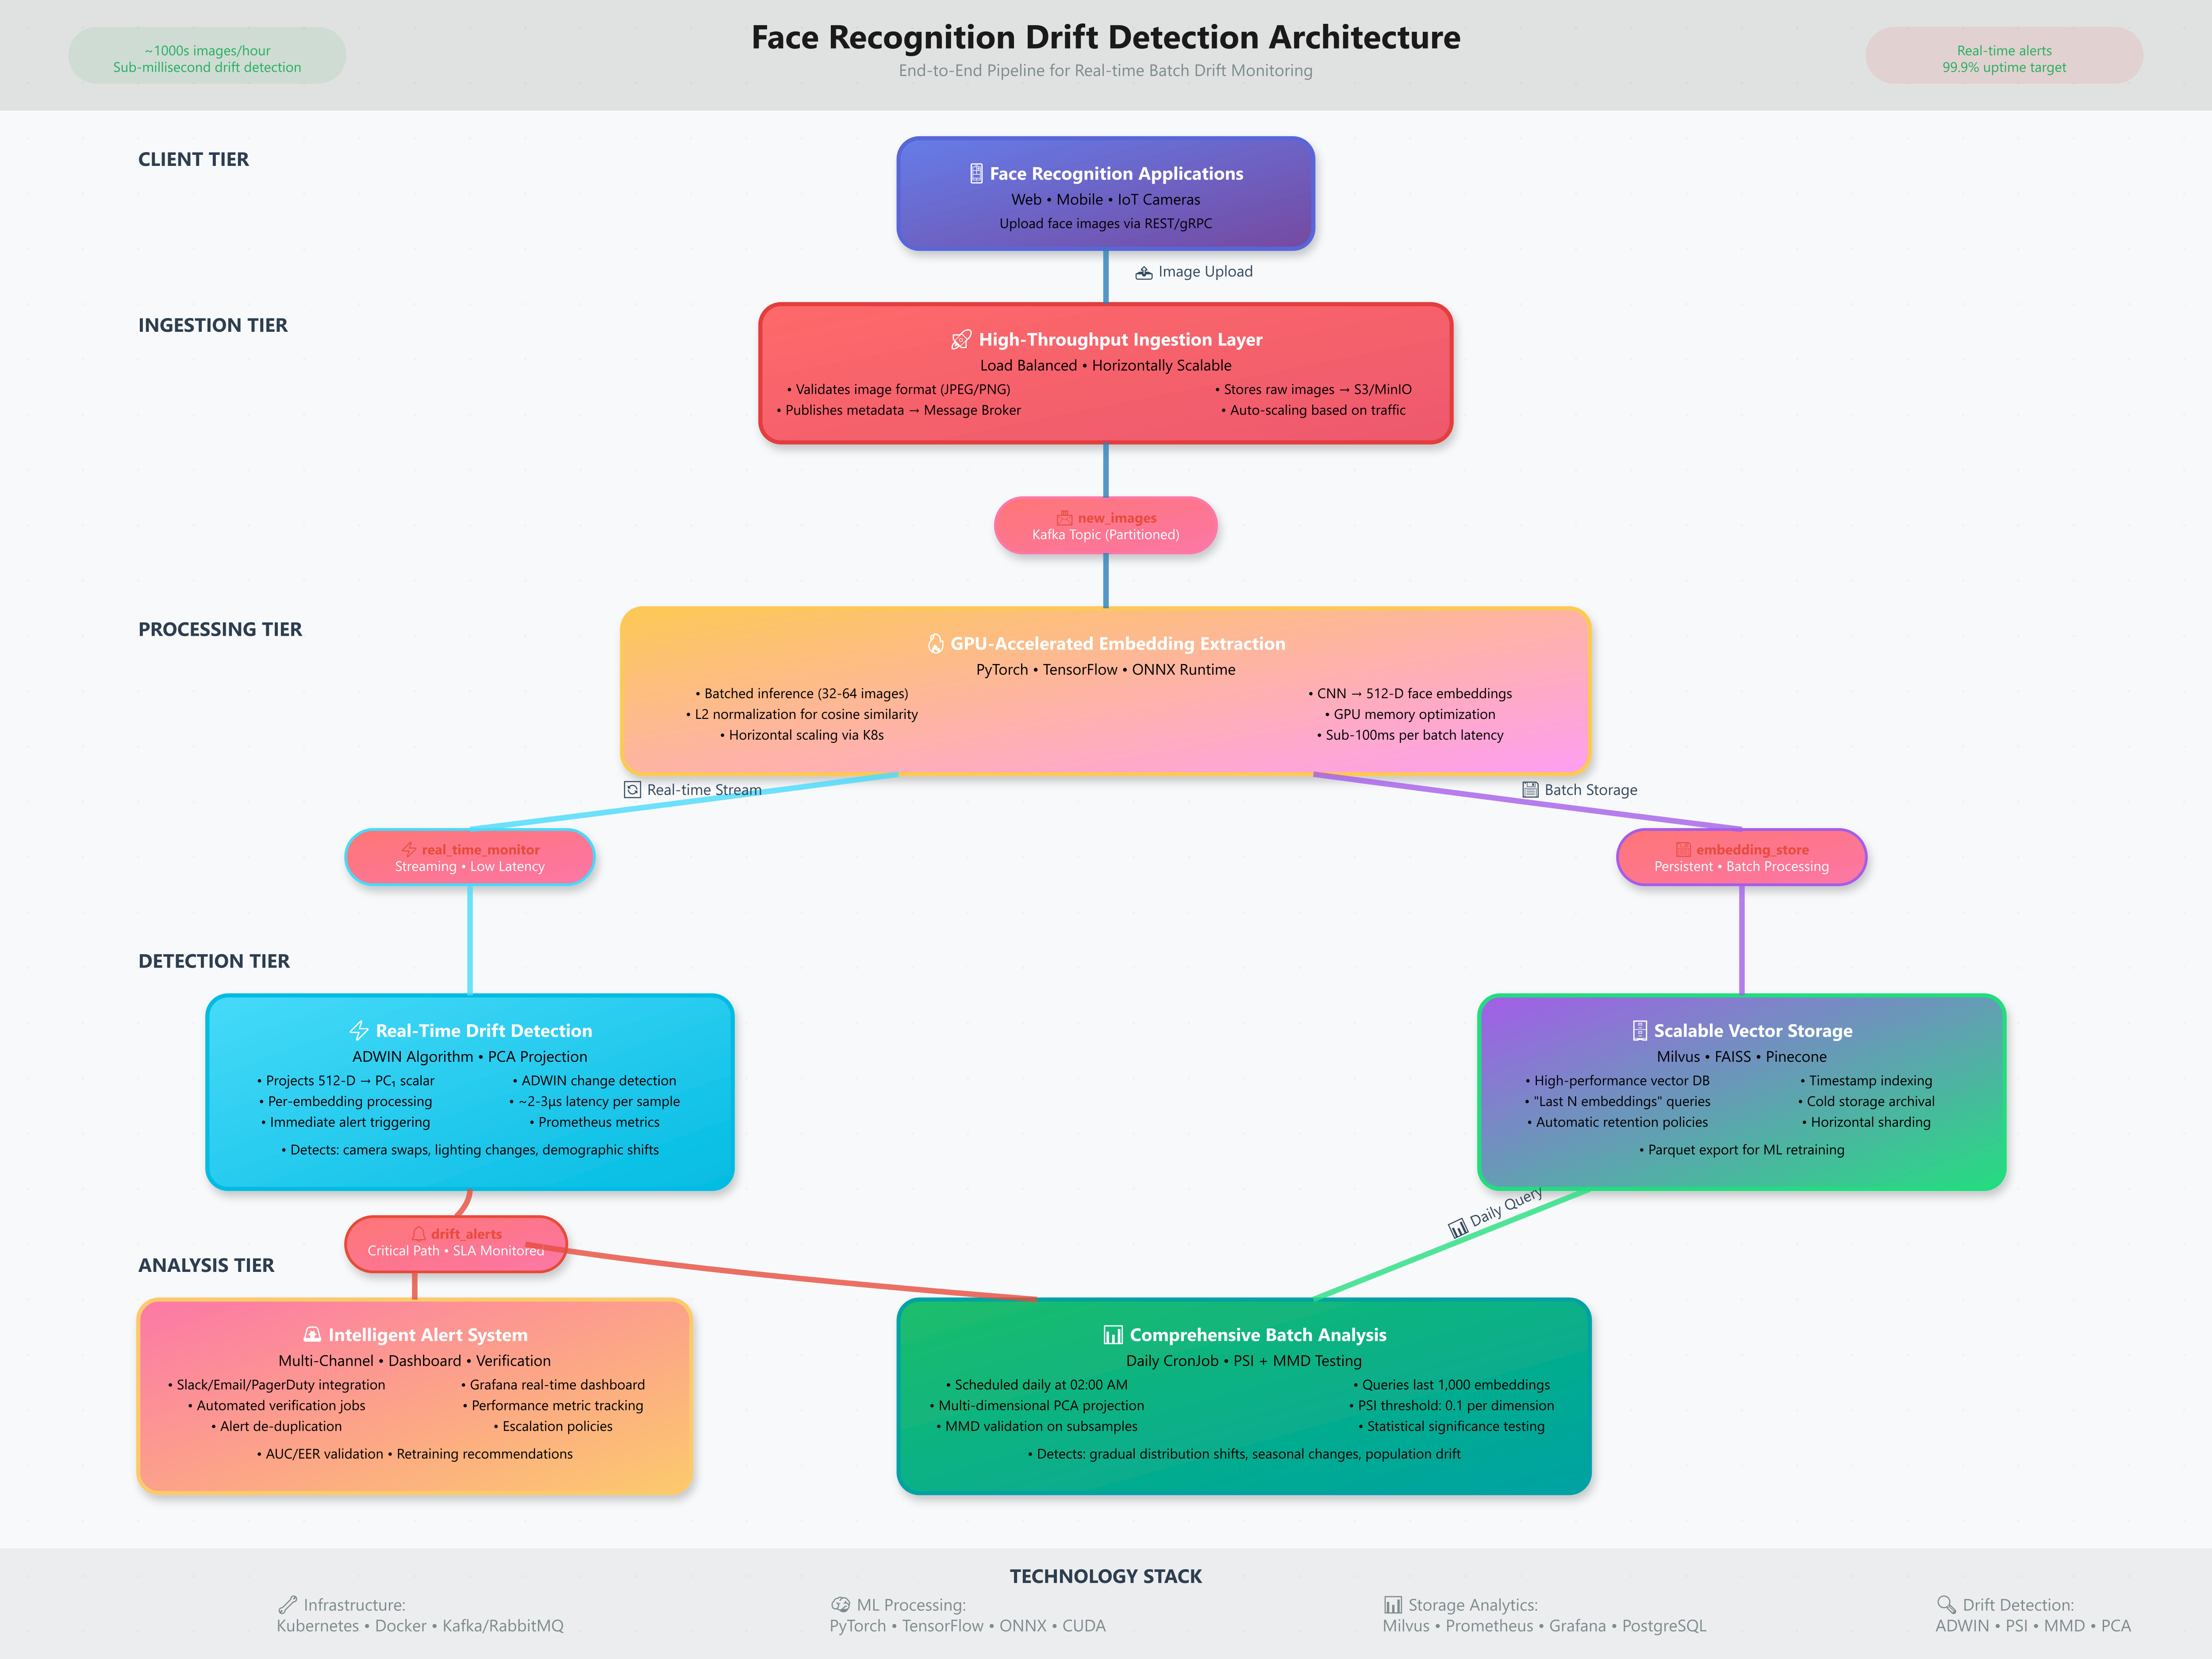 Face Recognition Drift Detection Architecture
End-to-End Pipeline for Real-time Batch Drift Monitoring
~1000s images/hour
Sub-millisecond drift detection
Real-time alerts
99.9% uptime target
CLIENT TIER
Face Recognition Applications
Web • Mobile • IoT Cameras
Upload face images via REST/gRPC
Image Upload
INGESTION TIER
High-Throughput Ingestion Layer
Load Balanced • Horizontally Scalable
• Validates image format (JPEG/PNG)
• Publishes metadata → Message Broker
• Stores raw images → S3/MinIO
• Auto-scaling based on traffic
new_images
Kafka Topic (Partitioned)
PROCESSING TIER
GPU-Accelerated Embedding Extraction
PyTorch • TensorFlow • ONNX Runtime
• Batched inference (32-64 images)
• L2 normalization for cosine similarity
• Horizontal scaling via K8s
• CNN → 512-D face embeddings
• GPU memory optimization
• Sub-100ms per batch latency
Real-time Stream
Batch Storage
real_time_monitor
Streaming • Low Latency
embedding_store
Persistent • Batch Processing
DETECTION TIER
Real-Time Drift Detection
ADWIN Algorithm • PCA Projection
• Projects 512-D → PC₁ scalar
• Per-embedding processing
• Immediate alert triggering
• ADWIN change detection
• ~2-3μs latency per sample
• Prometheus metrics
• Detects: camera swaps, lighting changes, demographic shifts
Scalable Vector Storage
Milvus • FAISS • Pinecone
• High-performance vector DB
• "Last N embeddings" queries
• Automatic retention policies
• Timestamp indexing
• Cold storage archival
• Horizontal sharding
• Parquet export for ML retraining
Daily Query
drift_alerts
Critical Path • SLA Monitored
ANALYSIS TIER
Intelligent Alert System
Multi-Channel • Dashboard • Verification
• Slack/Email/PagerDuty integration
• Automated verification jobs
• Alert de-duplication
• Grafana real-time dashboard
• Performance metric tracking
• Escalation policies
• AUC/EER validation • Retraining recommendations
Comprehensive Batch Analysis
Daily CronJob • PSI + MMD Testing
• Scheduled daily at 02:00 AM
• Multi-dimensional PCA projection
• MMD validation on subsamples
• Queries last 1,000 embeddings
• PSI threshold: 0.1 per dimension
• Statistical significance testing
• Detects: gradual distribution shifts, seasonal changes, population drift
TECHNOLOGY STACK
Infrastructure:
Kubernetes • Docker • Kafka/RabbitMQ
ML Processing:
PyTorch • TensorFlow • ONNX • CUDA
Storage Analytics:
Milvus • Prometheus • Grafana • PostgreSQL
Drift Detection:
ADWIN • PSI • MMD • PCA